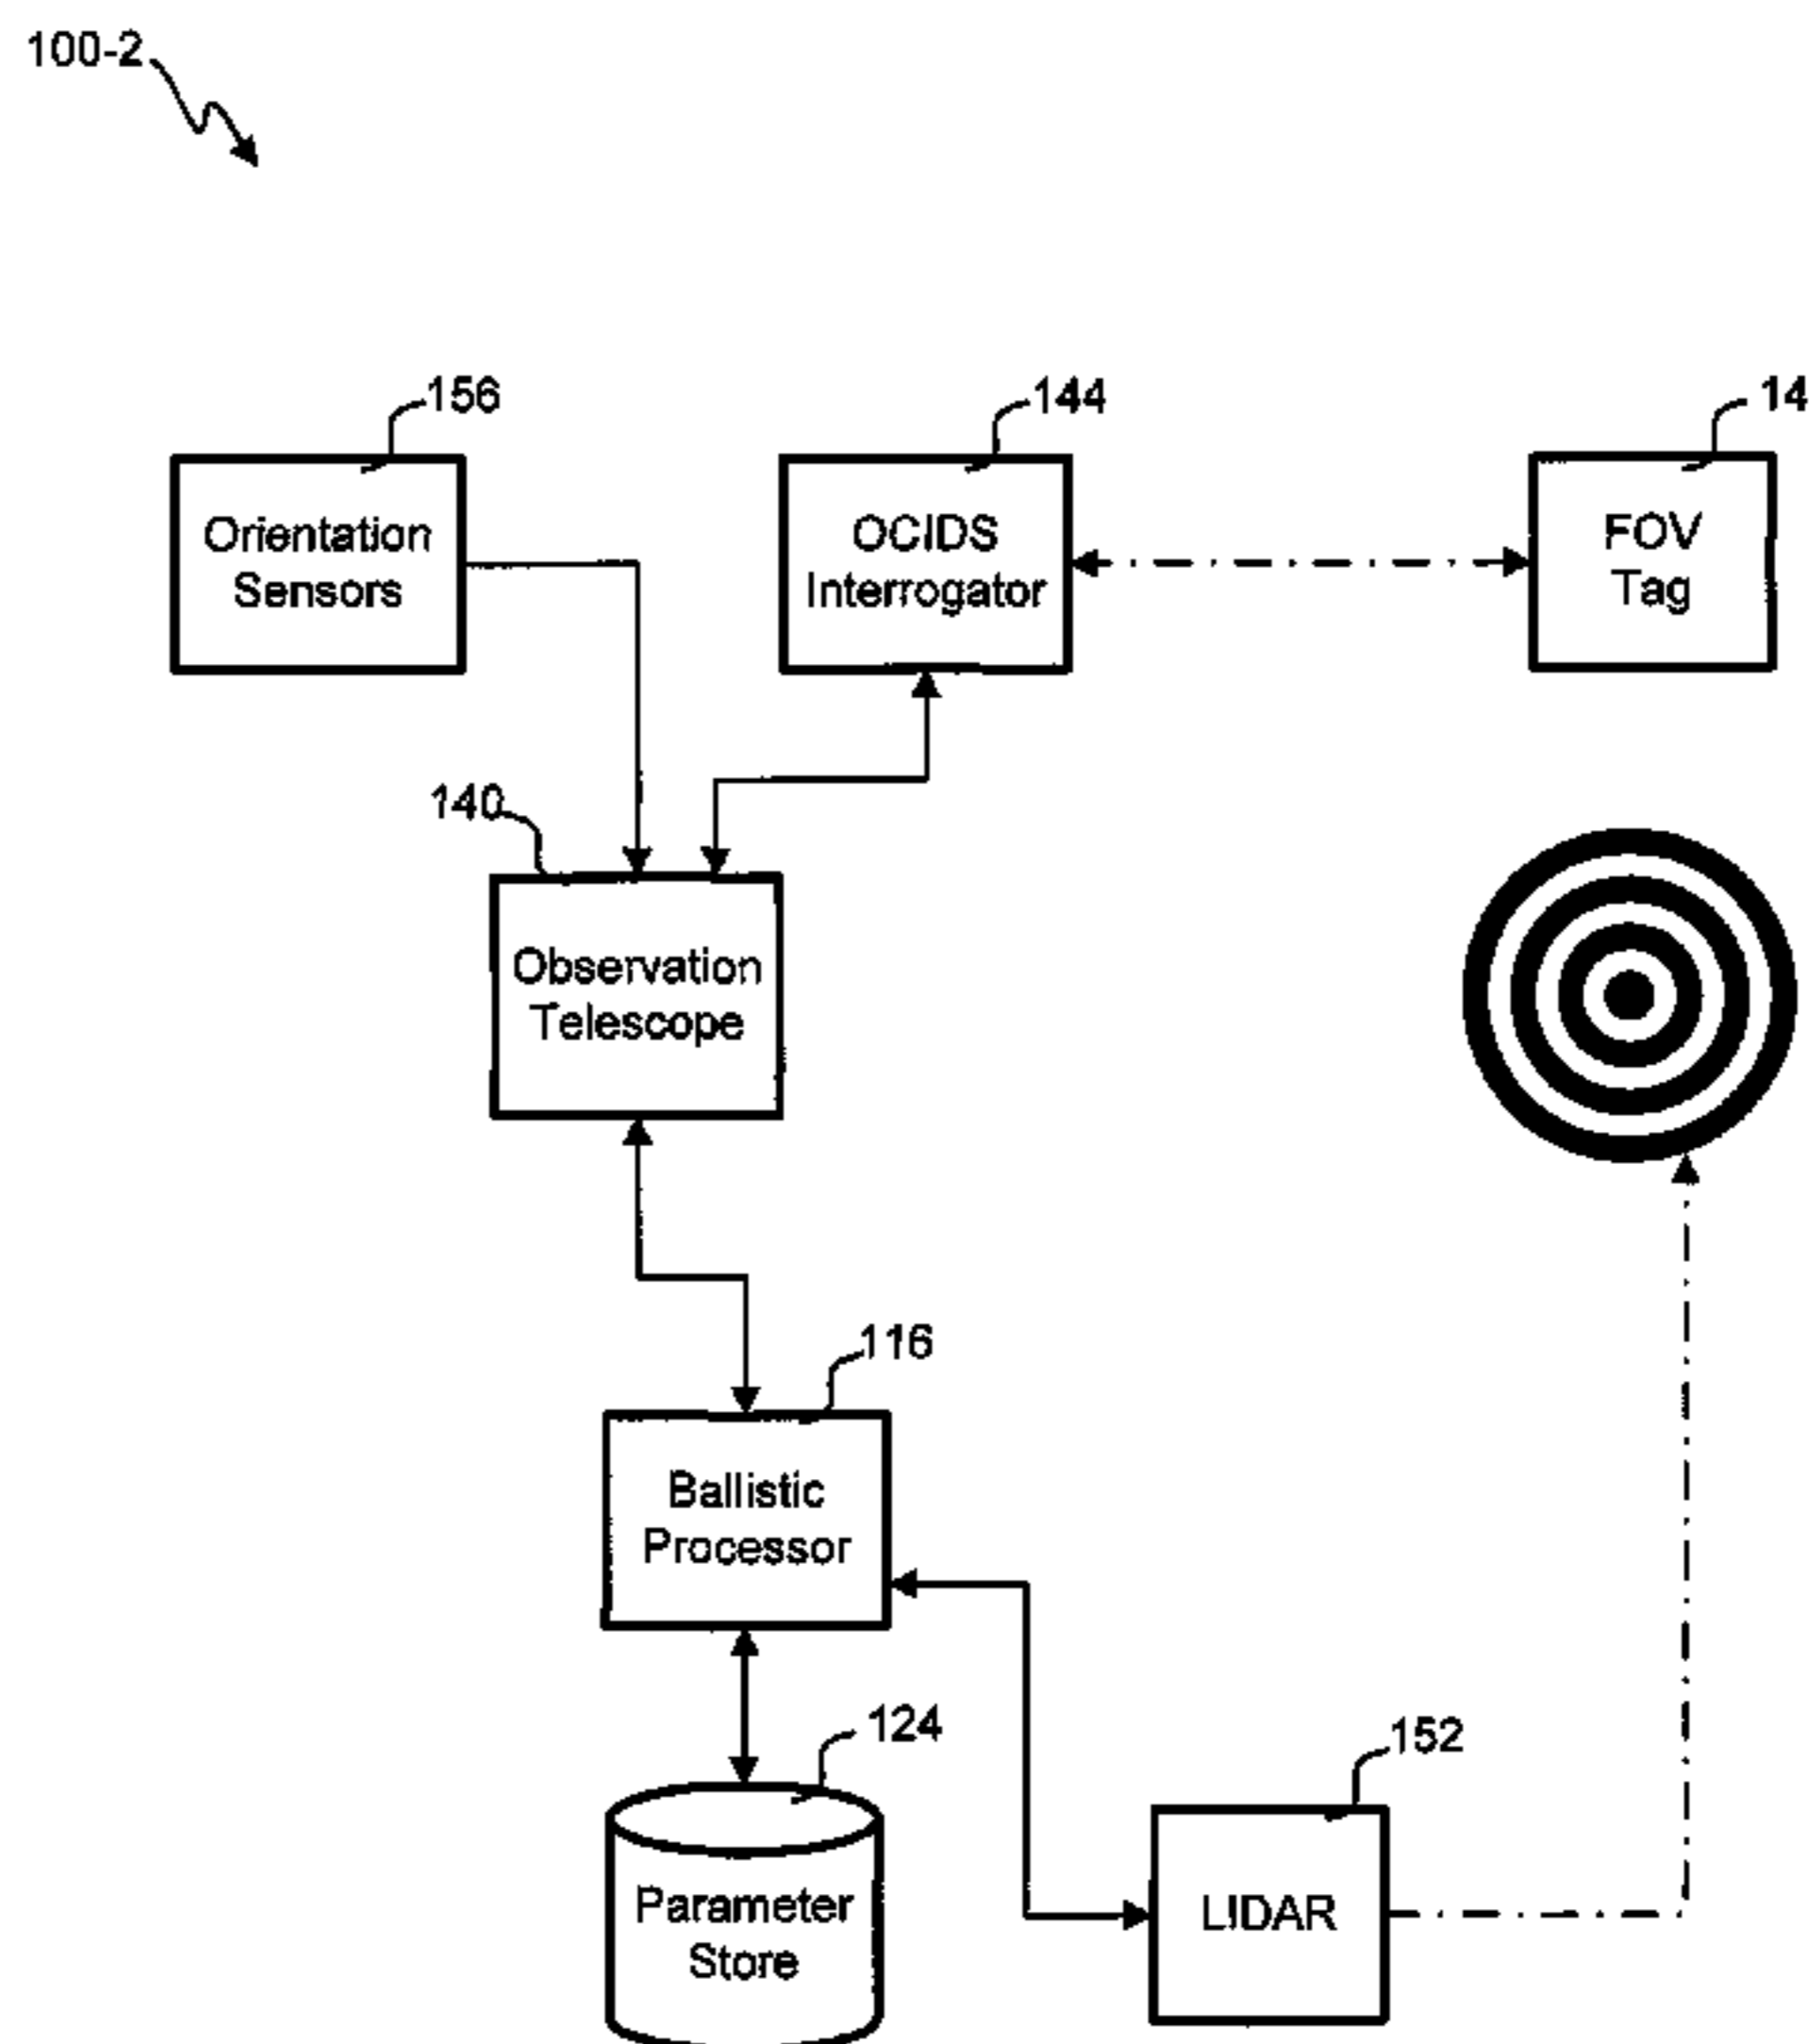 100-2
156
144
14
Orientation
Sensors
OCIDS
Interrogator
FOV
Tag
140
Observation
Telescope
116
Ballistic
Processor
124
152
Parameter
Store
LIDAR